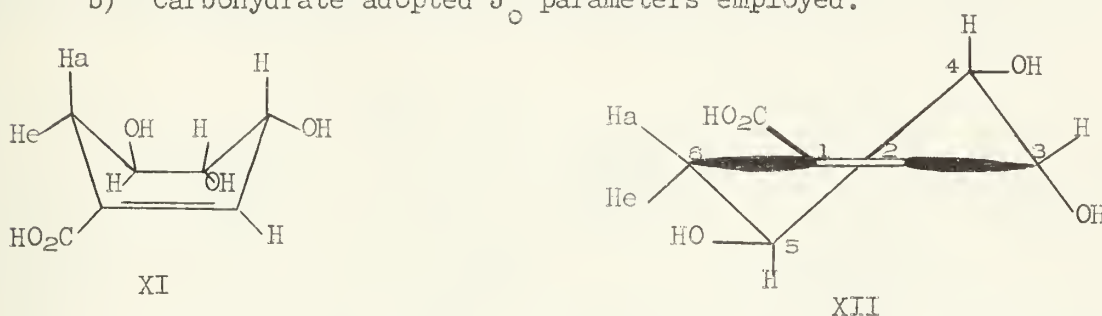 b) Carbohydrate adopted J_o parameters employed.
Ha
H
He
OH
H
OH
H
OH
HO2C
H
XI
H
4
OH
Ha
HO2C
H
6
1
2
3
He
OH
HO
5
H
XII